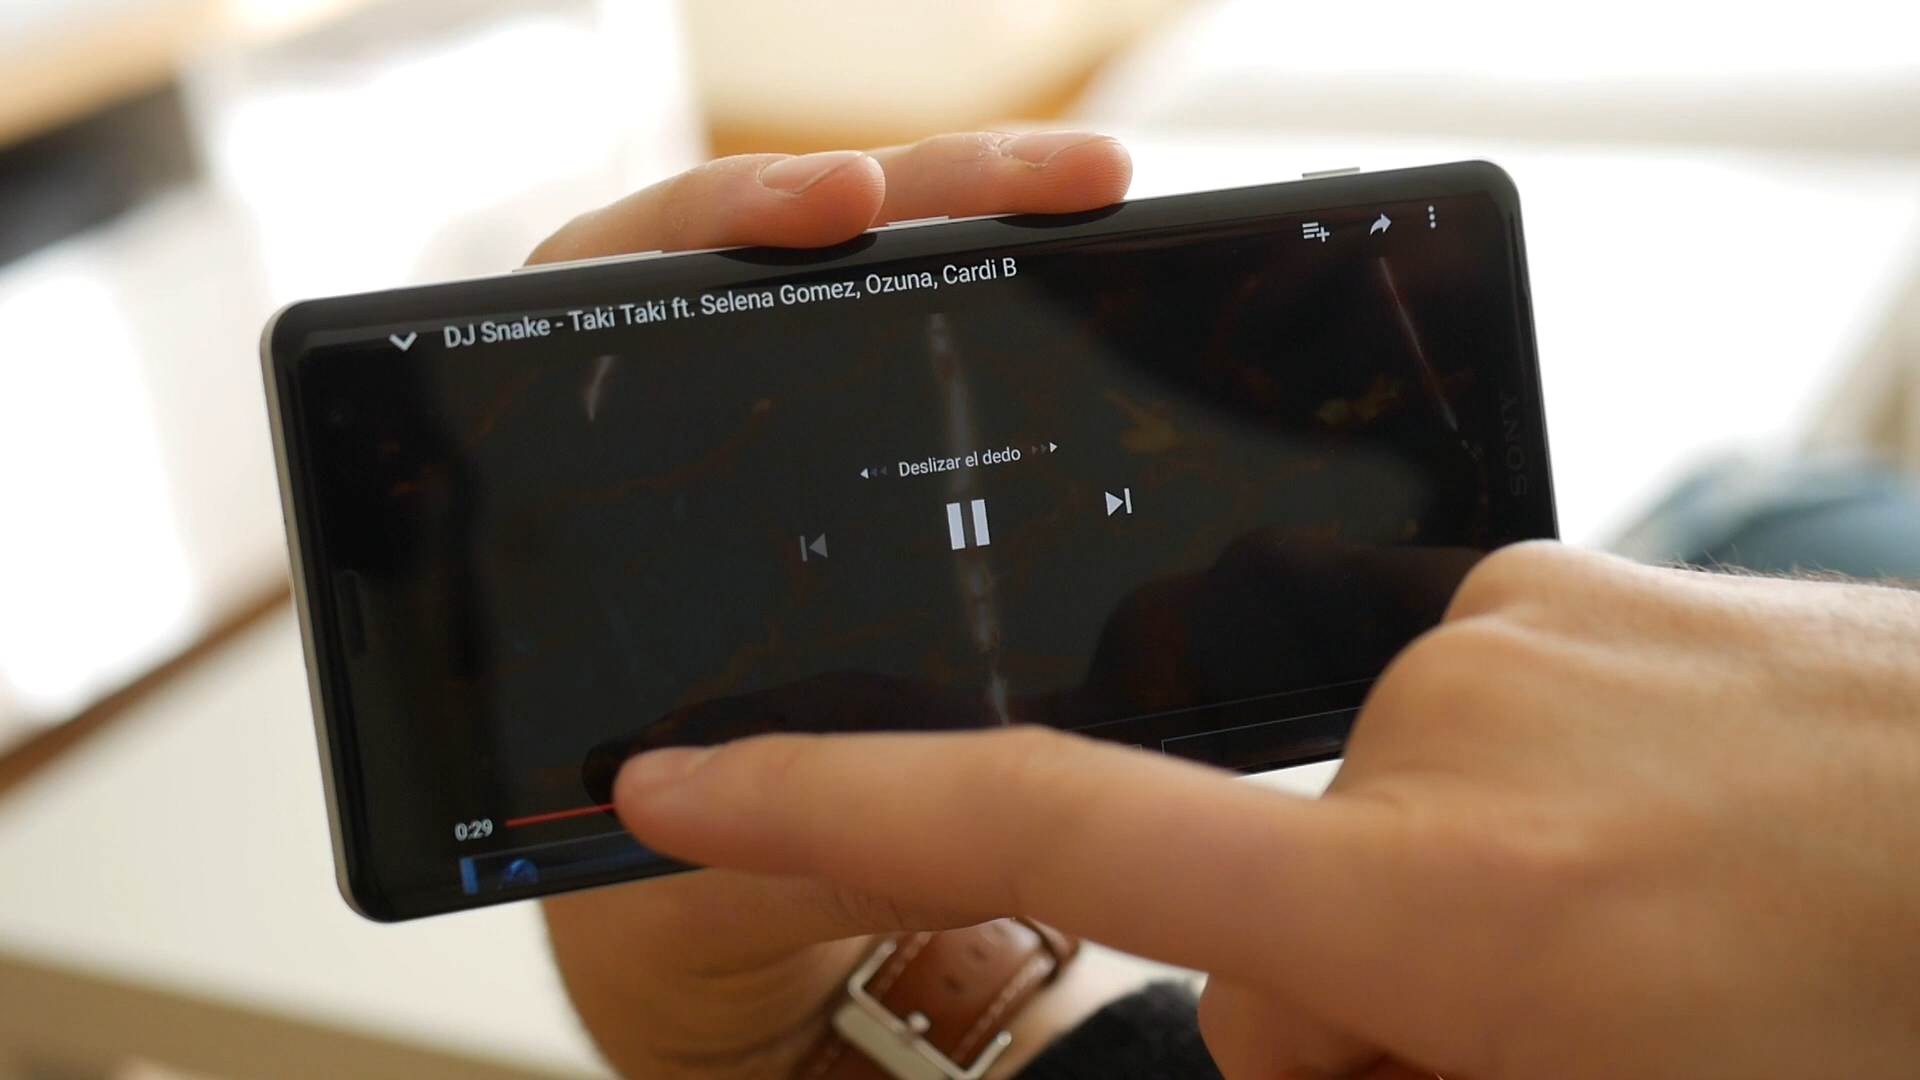 DJ Snake - Taki Taki ft. Selena Gomez, Ozuna, Cardi B
Deslizar el dedo
SONY
0:29